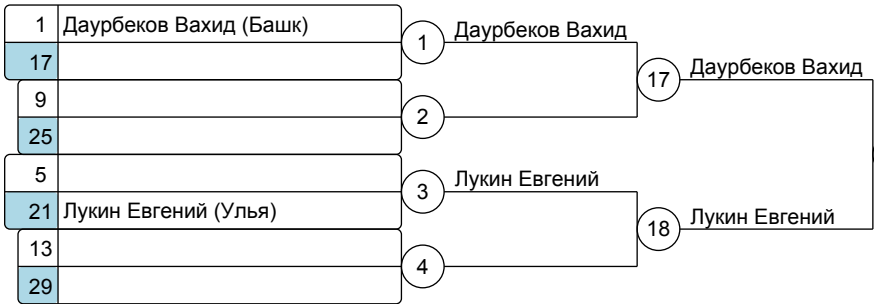 1 Даурбеков Вахид (Башк)
17
1 Даурбеков Вахид
9
25
2
17 Даурбеков Вахид
5
21 Лукин Евгений (Улья)
3 Лукин Евгений
13
29
4
18 Лукин Евгений